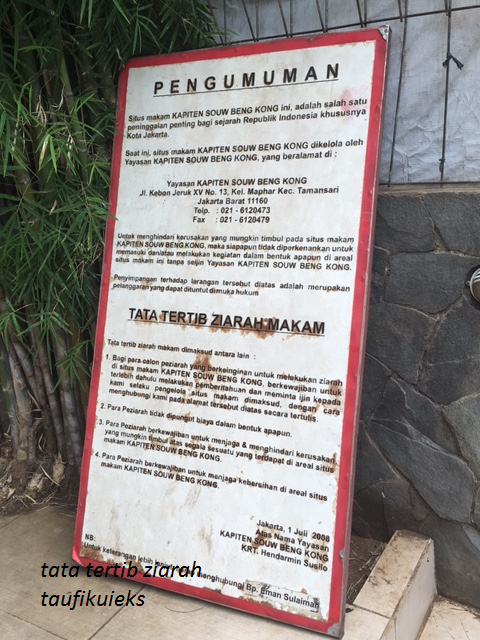 PENGUMUMAN
Situs makam KAPITEN SOUW BENG KONG ini, adalah salah satu
peninggalan penting bagi sejarah Republik Indonesia khususnya
Kota Jakarta.
Saat ini, situs makam KAPITEN SOUW BENG KONG dikelola oleh
Yayasan KAPITEN SOUW BENG KONG, yang beralamat di :
Yayasan KAPITEN SOUW BENG KONG
Jl. Kebon Jeruk XV No. 13, Kel. Maphar Kec. Tamansari
Jakarta Barat 11160
Telp. : 021 - 6120473
Fax : 021 - 6120479
Untuk menghindari kerusakan yang mungkin timbul pada situs makam
KAPITEN SOUW BENG KONG, maka siapapun tidak diperkenankan untuk
memasuki dan/atau melakukan kegiatan dalam bentuk apapun di areal
situs makam ini tanpa seijin Yayasan KAPITEN SOUW BENG KONG.
Penyimpangan terhadap larangan tersebut diatas adalah merupakan
pelanggaran yang dapat dituntut dimuka hukum
TATA TERTIB ZIARAH MAKAM
Tata tertib ziarah makam dimaksud antara lain :
1. Bagi para calon peziarah yang berkeinginan untuk melekukan ziarah
di situs makam KAPITEN SOUW BENG KONG, berkewajiban untuk
terlebih dahulu melakukan pemberitahuan dan meminta ijin kepada
kami selaku pengelola situs makam dimaksud, dengan cara
menghubungi kami pada alamat tersebut diatas secara tertulis.
2. Para Peziarah tidak dipungut biaya dalam bentuk apapun.
3. Para Peziarah berkewajiban untuk menjaga & menghindari kerusakan
yang mungkin timbul atas segala sesuatu yang terdapat di areal situs
makam KAPITEN SOUW BENG KONG.
4. Para Peziarah berkewajiban untuk menjaga kebersihan di areal situs
makam KAPITEN SOUW BENG KONG.
Jakarta, 1 Juli 2008
Atas Nama Yayasan
KAPITEN SOUW BENG KONG
KRT. Hendarmin Susilo
NB:
Untuk keterangan lebih menghubungi Bp. Eman Sulaiman
tata tertib ziarah
taufikuieks